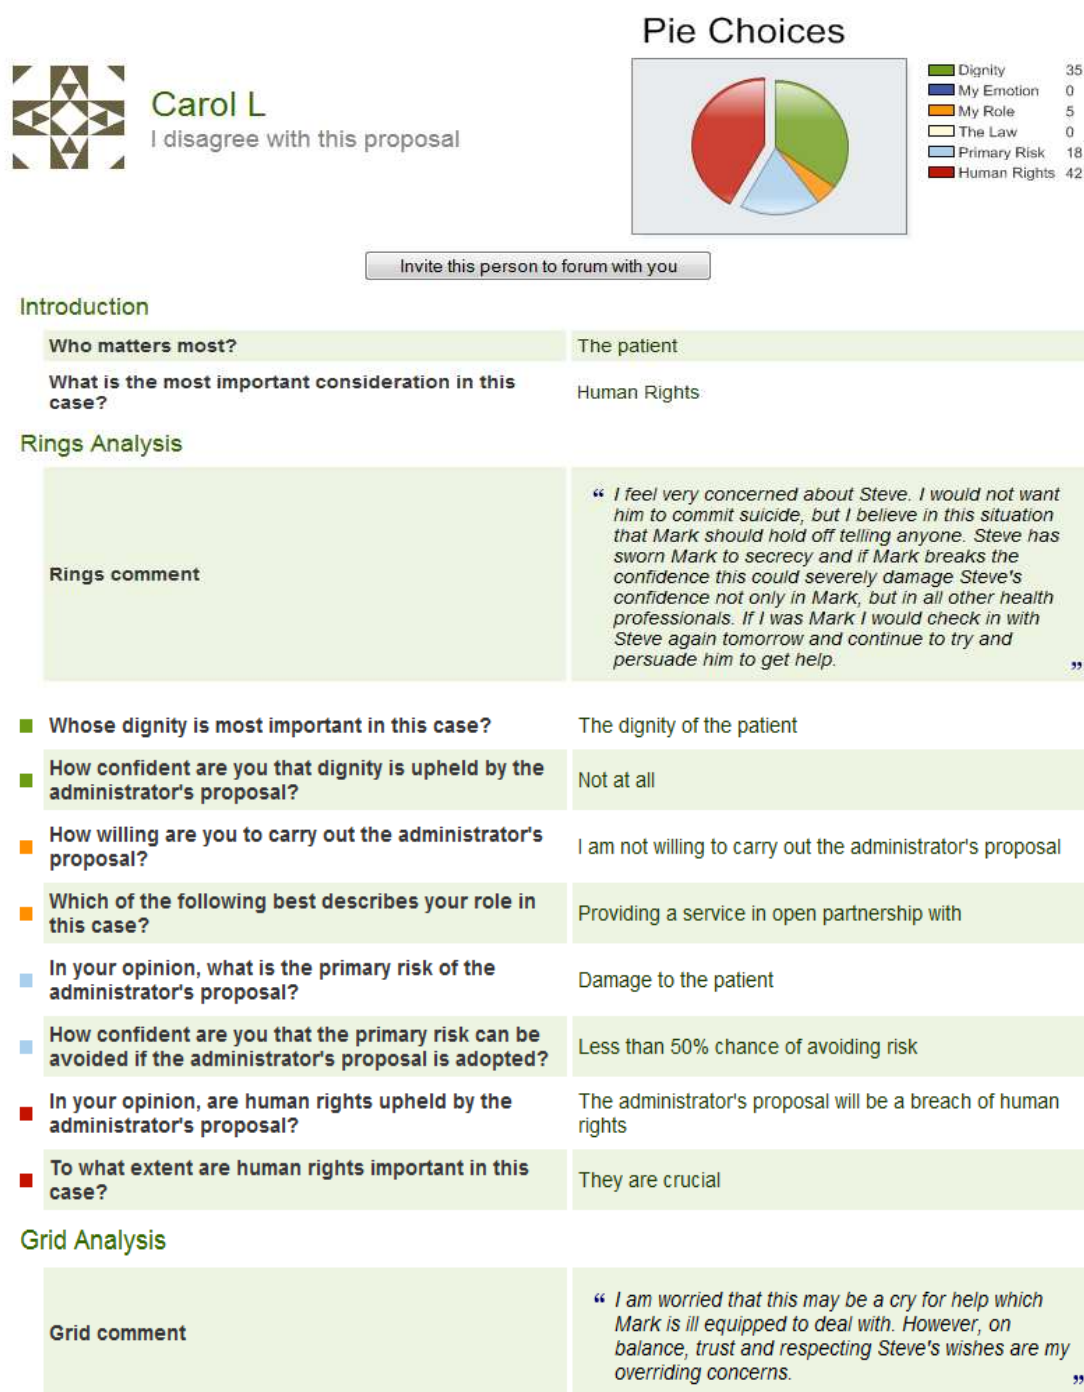 Pie Choices
Carol L
I disagree with this proposal
Dignity 35
My Emotion 0
My Role 5
The Law 0
Primary Risk 18
Human Rights 42
Invite this person to forum with you
Introduction
Who matters most? The patient
What is the most important consideration in this
case?
Human Rights
Rings Analysis
Rings comment
“ I feel very concerned about Steve. I would not want
him to commit suicide, but I believe in this situation
that Mark should hold off telling anyone. Steve has
sworn Mark to secrecy and if Mark breaks the
confidence this could severely damage Steve's
confidence not only in Mark, but in all other health
professionals. If I was Mark I would check in with
Steve again tomorrow and continue to try and
persuade him to get help. ”
Whose dignity is most important in this case? The dignity of the patient
How confident are you that dignity is upheld by the
administrator's proposal?
Not at all
How willing are you to carry out the administrator's
proposal?
I am not willing to carry out the administrator's proposal
Which of the following best describes your role in
this case?
Providing a service in open partnership with
In your opinion, what is the primary risk of the
administrator's proposal?
Damage to the patient
How confident are you that the primary risk can be
avoided if the administrator's proposal is adopted?
Less than 50% chance of avoiding risk
In your opinion, are human rights upheld by the
administrator's proposal?
The administrator's proposal will be a breach of human
rights
To what extent are human rights important in this
case?
They are crucial
Grid Analysis
Grid comment
“ I am worried that this may be a cry for help which
Mark is ill equipped to deal with. However, on
balance, trust and respecting Steve's wishes are my
overriding concerns. ”